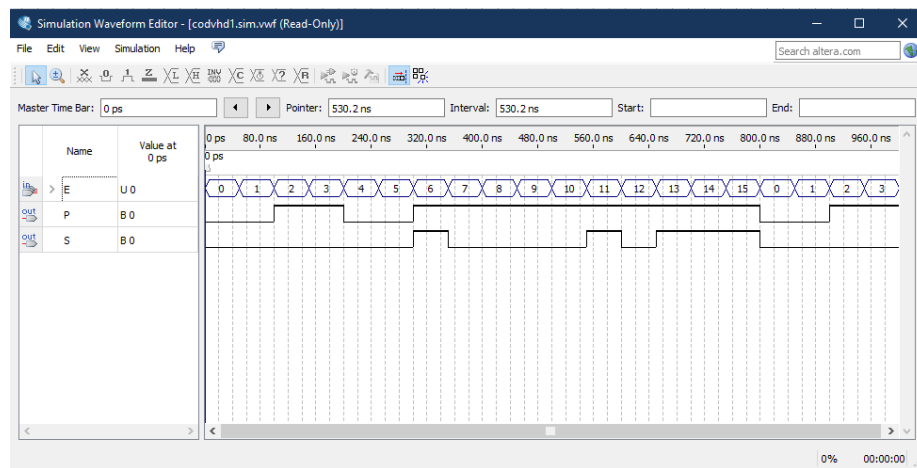 Simulation Waveform Editor - [codvhd1.sim.vwf (Read-Only)]
File Edit View Simulation Help
Search altera.com
Master Time Bar: 0 ps Pointer: 530.2 ns Interval: 530.2 ns Start: End:
Name Value at 0 ps
0 ps 80.0 ns 160.0 ns 240.0 ns 320.0 ns 400.0 ns 480.0 ns 560.0 ns 640.0 ns 720.0 ns 800.0 ns 880.0 ns 960.0 ns
0 ps
in E U 0 0 1 2 3 4 5 6 7 8 9 10 11 12 13 14 15 0 1 2 3
out P B 0
out S B 0
0% 00:00:00